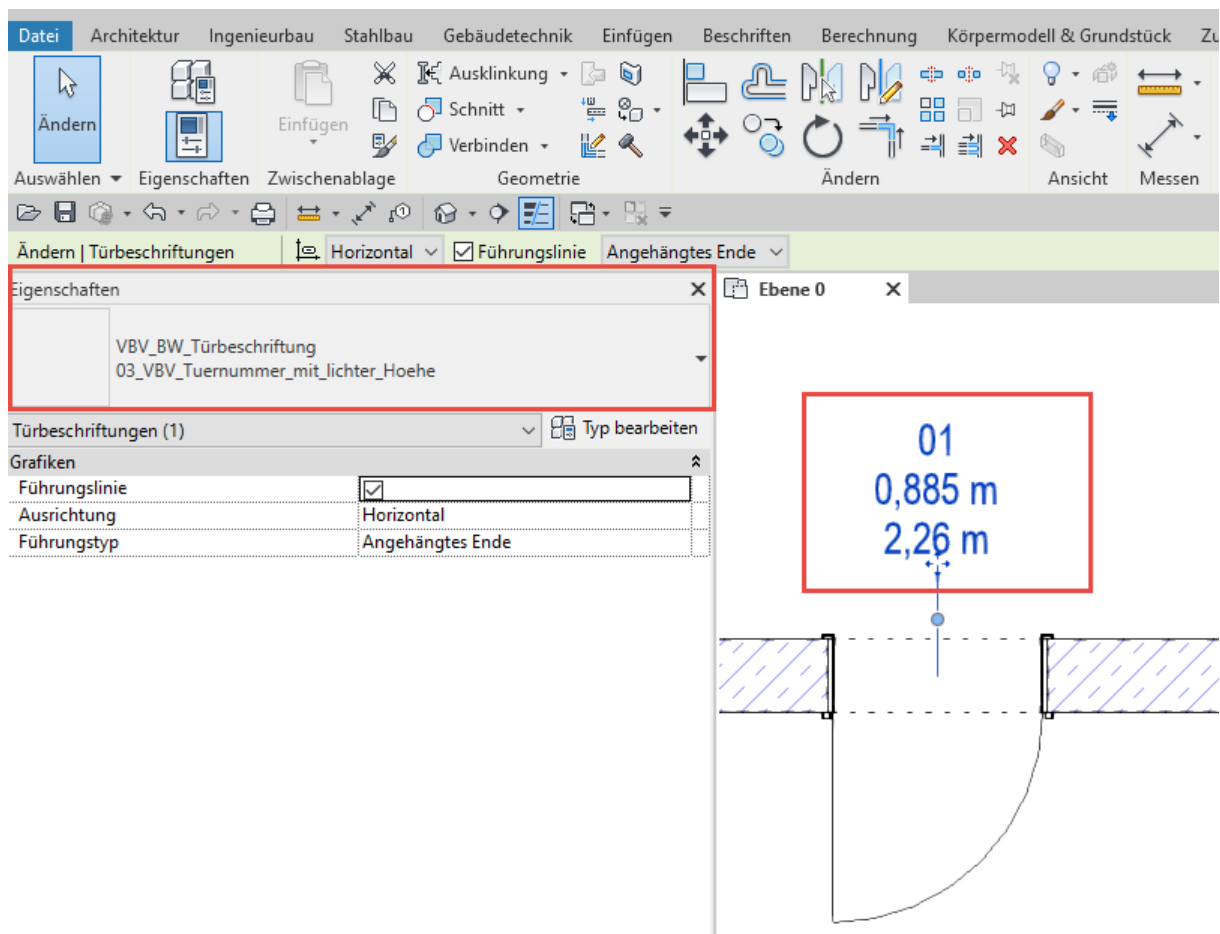 Datei Architektur Ingenieurbau Stahlbau Gebäudetechnik Einfügen Beschriften Berechnung Körpermodell & Grundstück Zu
Ausklinkung
Schnitt
Verbinden
Ändern
Einfügen
Auswählen Eigenschaften Zwischenablage Geometrie Ändern Ansicht Messen
Ändern | Türbeschriftungen Horizontal Führungslinie Angehängtes Ende
Eigenschaften
Ebene 0
VBV_BW_Türbeschriftung
03_VBV_Tuernummer_mit_lichter_Hoehe
Türbeschriftungen (1) Typ bearbeiten
Grafiken
Führungslinie
Ausrichtung Horizontal
Führungstyp Angehängtes Ende
01
0,885 m
2,26 m